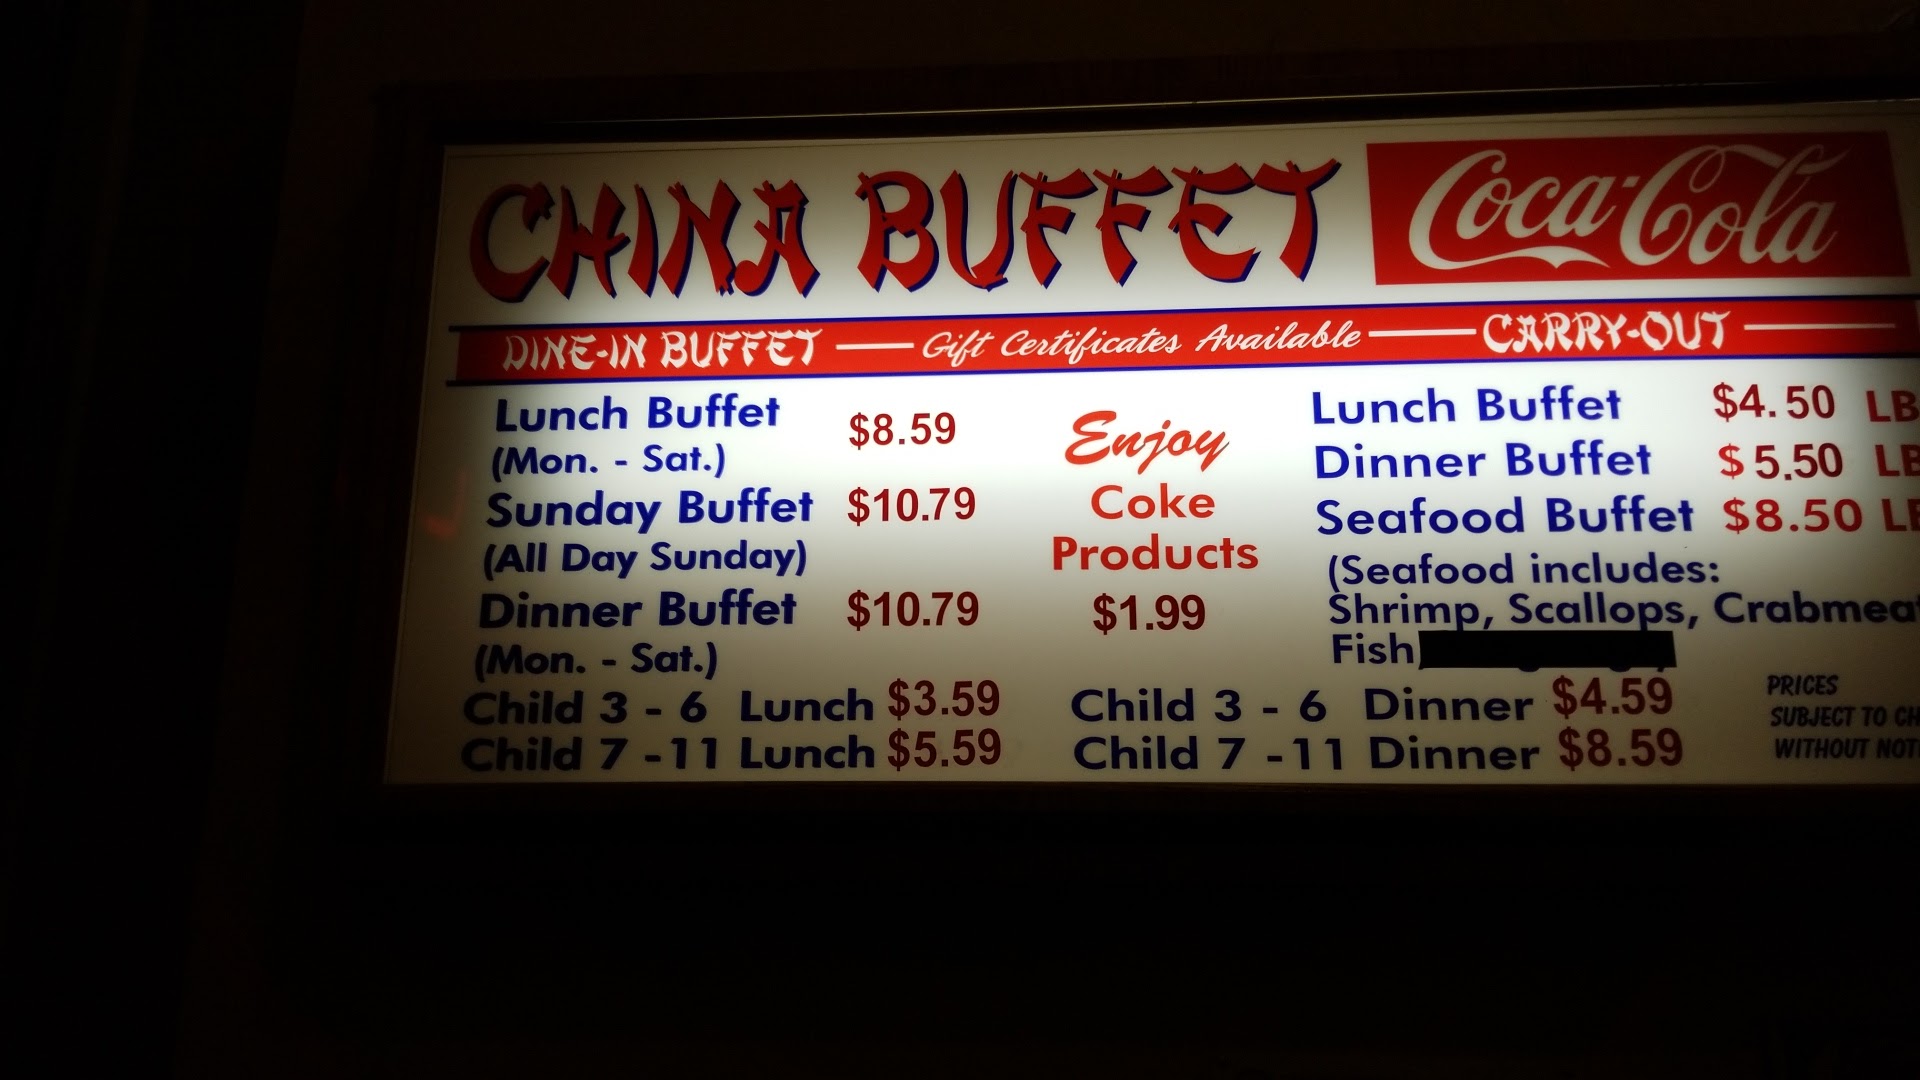 CHINA BUFFET
Coca-Cola
DINE-IN BUFFET
Gift Certificates Available
CARRY-OUT
Lunch Buffet $8.59
(Mon. - Sat.)
Sunday Buffet $10.79
(All Day Sunday)
Dinner Buffet $10.79
(Mon. - Sat.)
Enjoy
Coke
Products
$1.99
Lunch Buffet $4.50
Dinner Buffet $5.50
Seafood Buffet $8.50
(Seafood includes:
Shrimp, Scallops,
Fish
Child 3 - 6 Lunch $3.59
Child 7 - 11 Lunch $5.59
Child 3 - 6 Dinner $4.59
Child 7 - 11 Dinner $8.59
PRICES
SUBJECT TO
WITHOUT